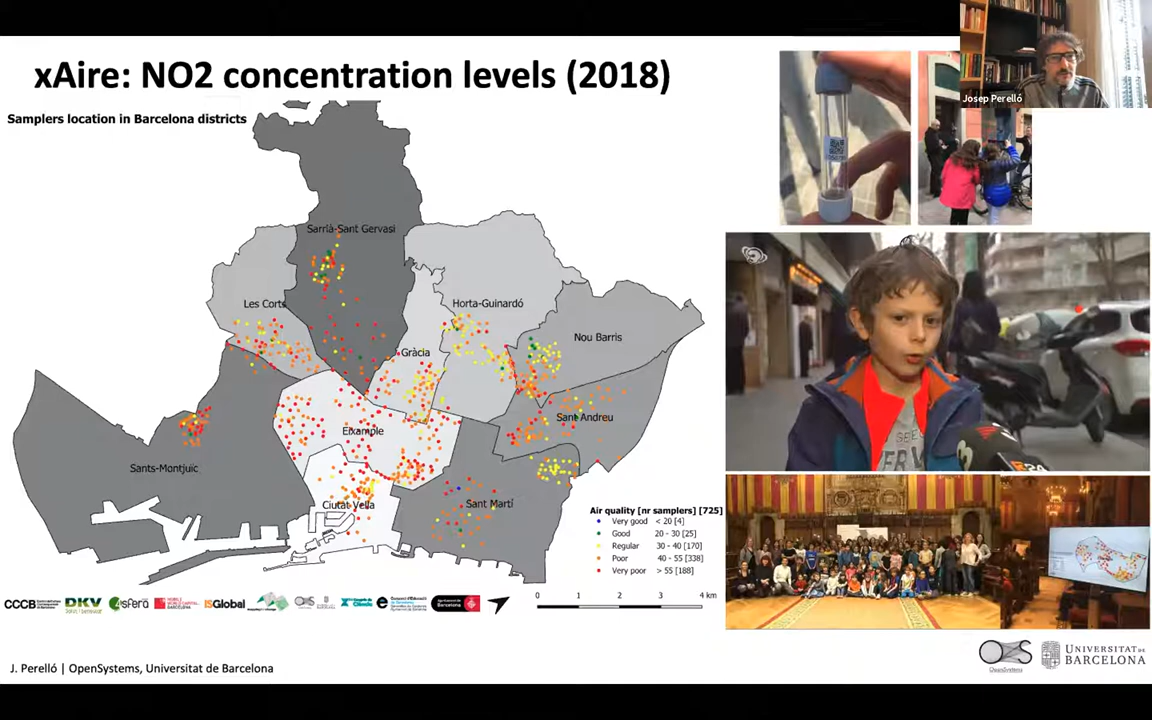 xAire: NO2 concentration levels (2018)
Josep Perelló
Samplers location in Barcelona districts
Sarrià-Sant Gervasi
Les Corts
Horta-Guinardó
Nou Barris
Gràcia
Sant Andreu
Eixample
Sants-Montjuïc
Ciutat Vella
Sant Martí
Air quality [nr samplers] [725]
Very good < 20 [4]
Good 20 - 30 [25]
Regular 30 - 40 [170]
Poor 40 - 55 [338]
Very poor > 55 [188]
CCCB
DKV
esfera
ISGlobal
Barcelona
0 1 2 3 4 km
J. Perelló | OpenSystems, Universitat de Barcelona
OpenSystems
UNIVERSITAT DE
BARCELONA